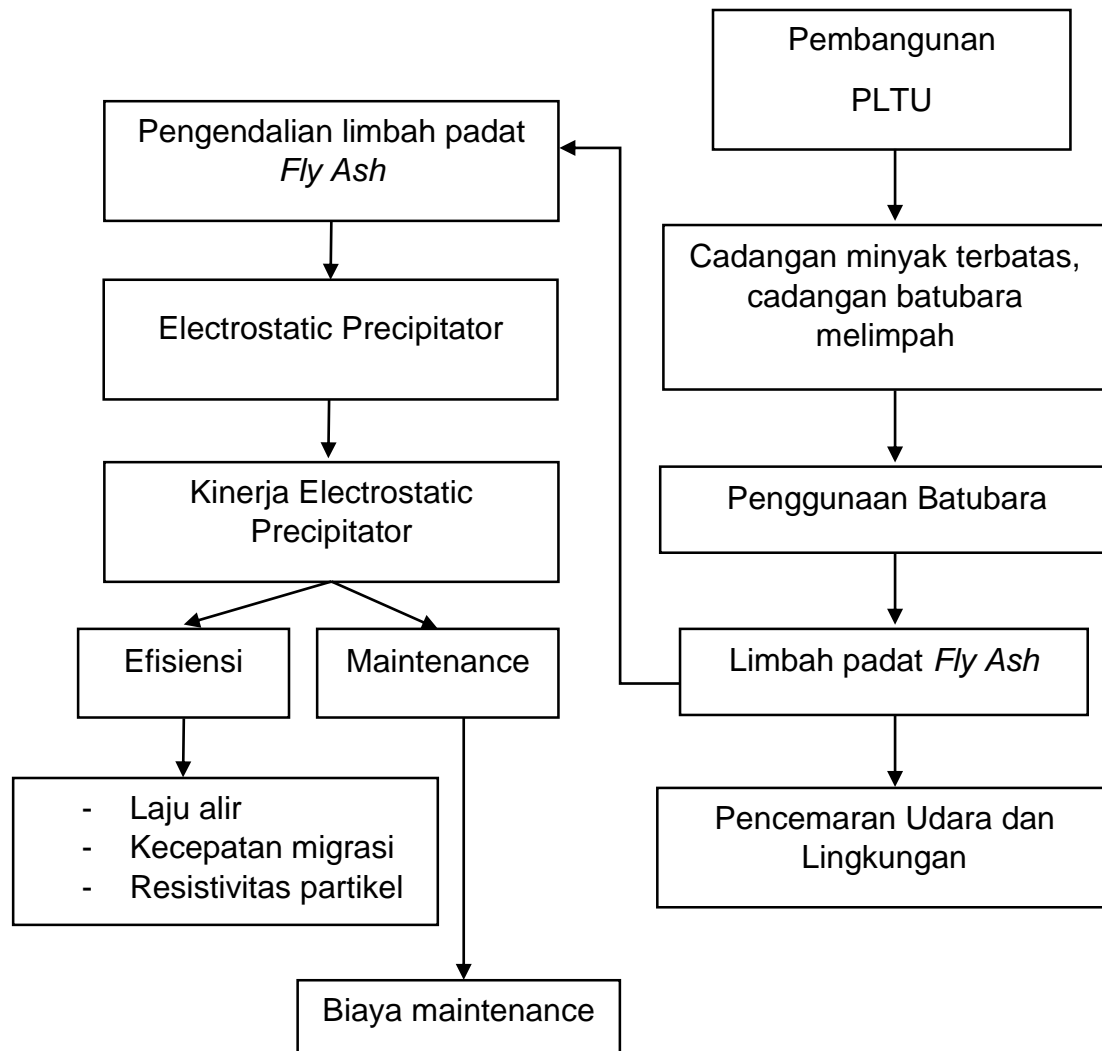 Pembangunan
PLTU
Cadangan minyak terbatas,
cadangan batubara
melimpah
Penggunaan Batubara
Limbah padat Fly Ash
Pencemaran Udara dan
Lingkungan
Pengendalian limbah padat
Fly Ash
Electrostatic Precipitator
Kinerja Electrostatic
Precipitator
Efisiensi
Maintenance
- Laju alir
- Kecepatan migrasi
- Resistivitas partikel
Biaya maintenance